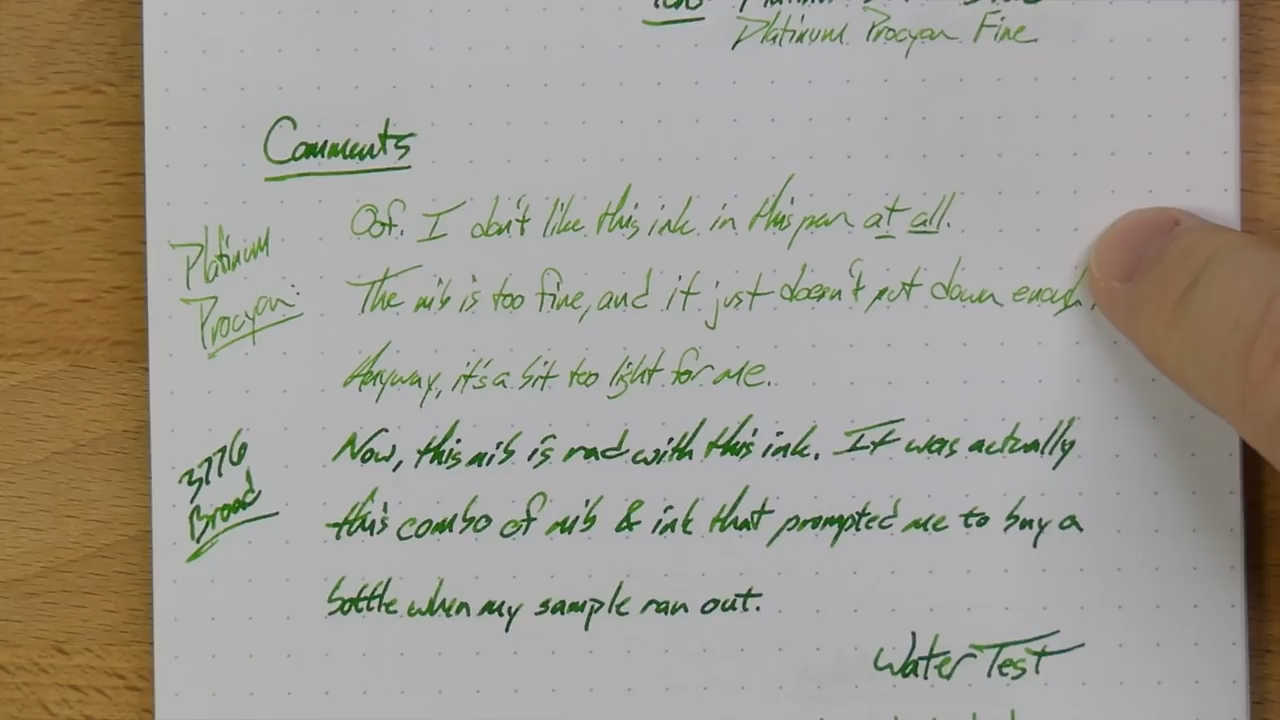 Pens
Platinum Procyon Fine
Comments
Platinum Procyon:
Oof. I don't like this ink in this pen at all.
The nib is too fine, and it just doesn't put down enough.
Anyway, it's a bit too light for me.
3776 Broad
Now, this nib is rad with this ink. It was actually
this combo of nib & ink that prompted me to buy a
bottle when my sample ran out.
Water Test